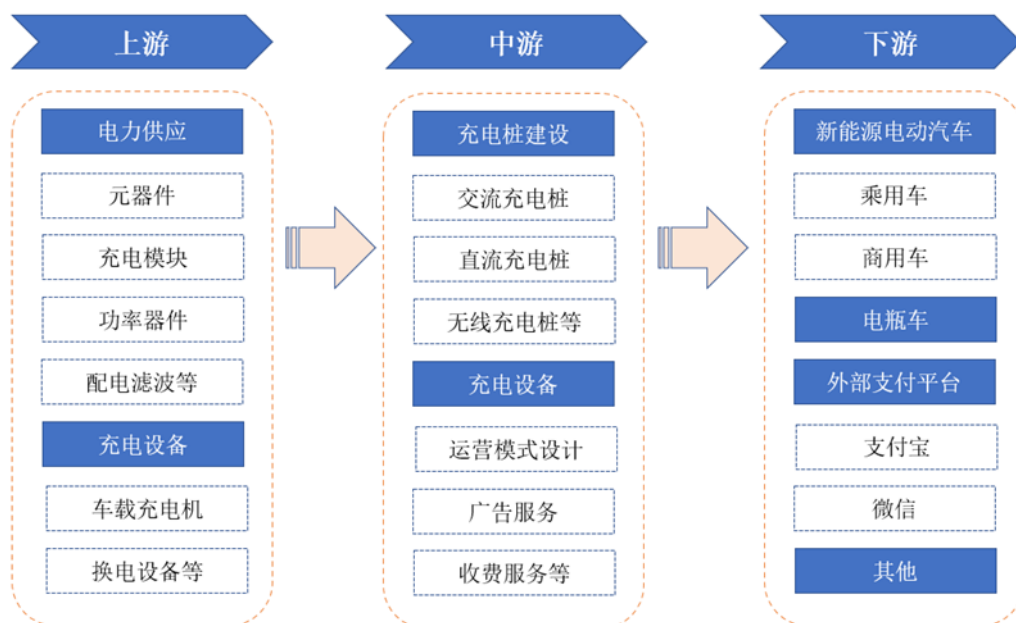 上游
电力供应
元器件
充电模块
功率器件
配电滤波等
充电设备
车载充电机
换电设备等
中游
充电桩建设
交流充电桩
直流充电桩
无线充电桩等
充电设备
运营模式设计
广告服务
收费服务等
下游
新能源电动汽车
乘用车
商用车
电瓶车
外部支付平台
支付宝
微信
其他